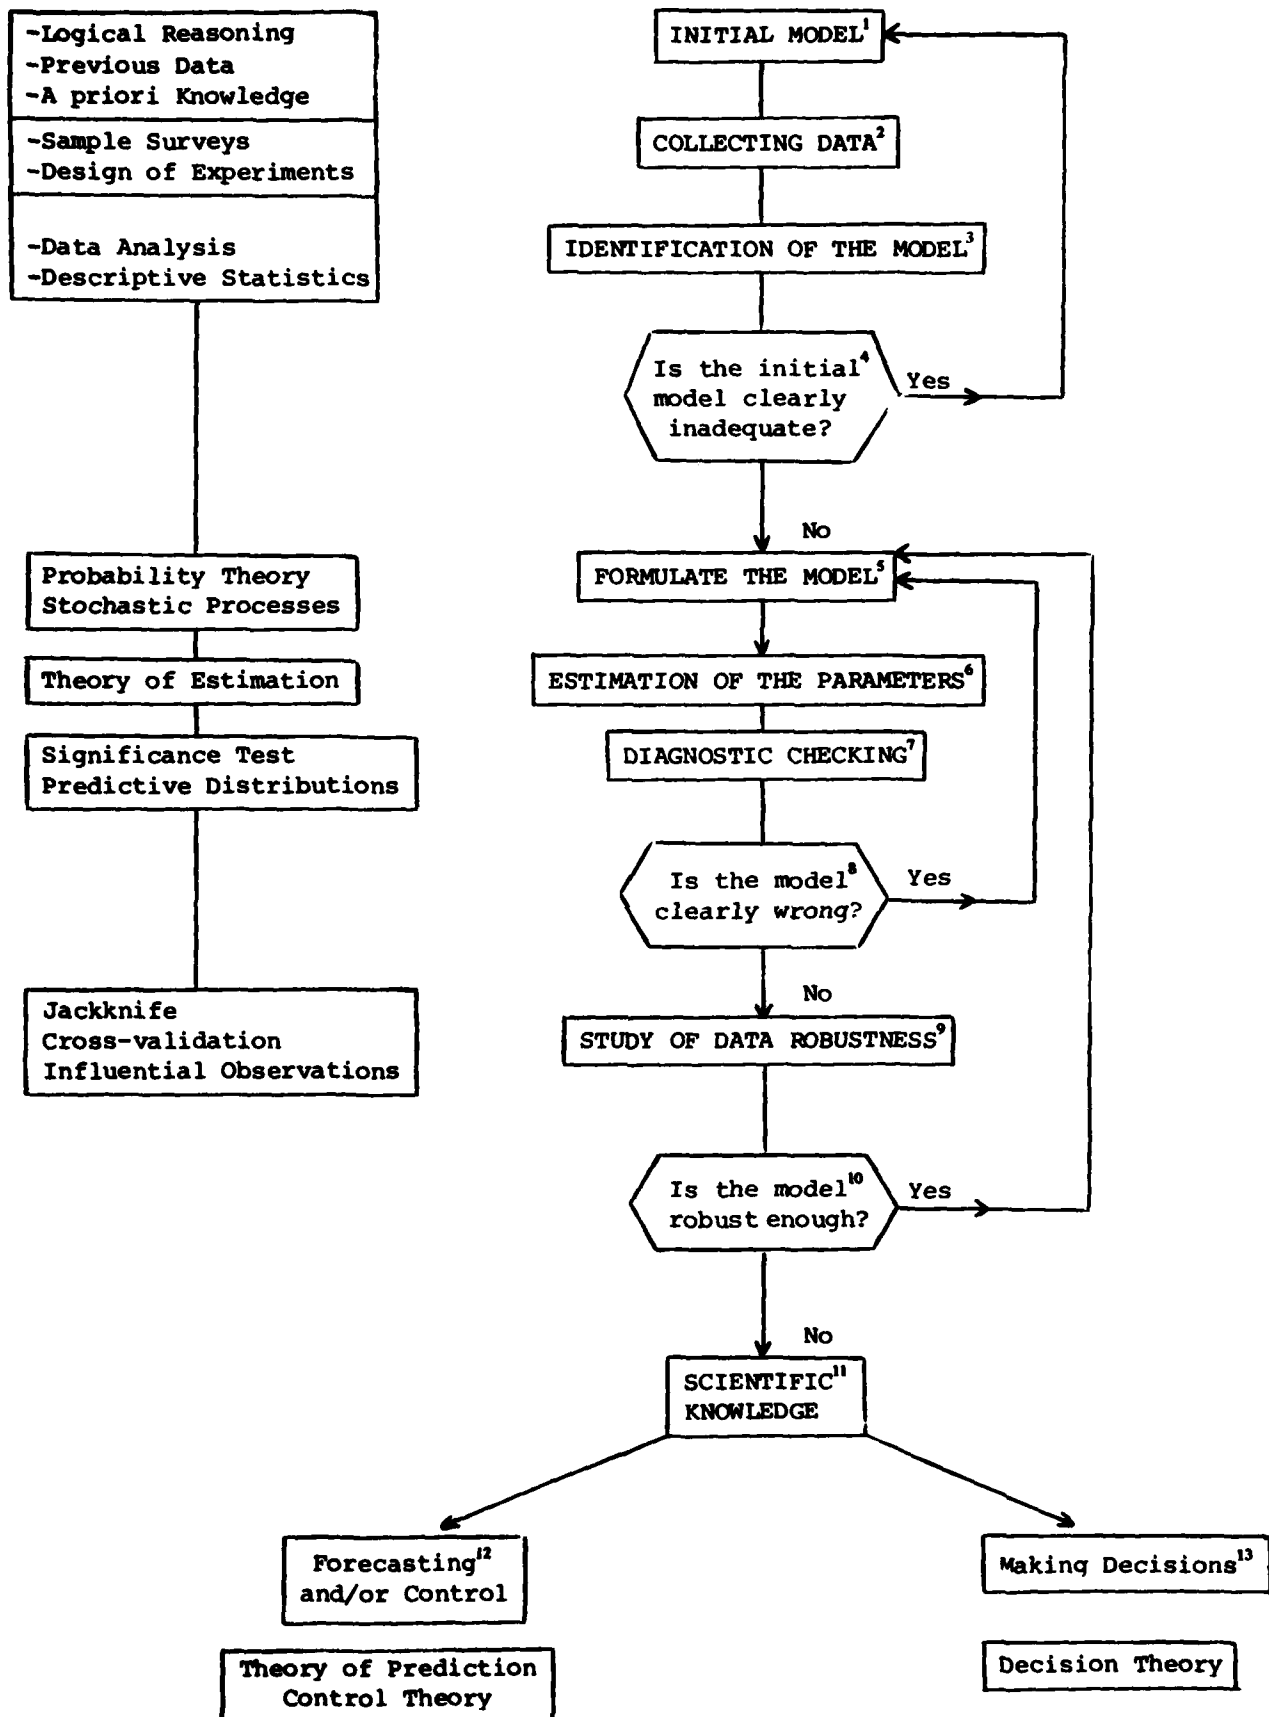 -Logical Reasoning
-Previous Data
-A priori Knowledge
-Sample Surveys
-Design of Experiments
-Data Analysis
-Descriptive Statistics
Probability Theory
Stochastic Processes
Theory of Estimation
Significance Test
Predictive Distributions
Jackknife
Cross-validation
Influential Observations
INITIAL MODEL¹
COLLECTING DATA²
IDENTIFICATION OF THE MODEL³
Is the initial⁴
model clearly
inadequate?
Yes
No
FORMULATE THE MODEL⁵
ESTIMATION OF THE PARAMETERS⁶
DIAGNOSTIC CHECKING⁷
Is the model⁸
clearly wrong?
Yes
No
STUDY OF DATA ROBUSTNESS⁹
Is the model¹⁰
robust enough?
Yes
No
SCIENTIFIC¹¹
KNOWLEDGE
Forecasting¹²
and/or Control
Theory of Prediction
Control Theory
Making Decisions¹³
Decision Theory